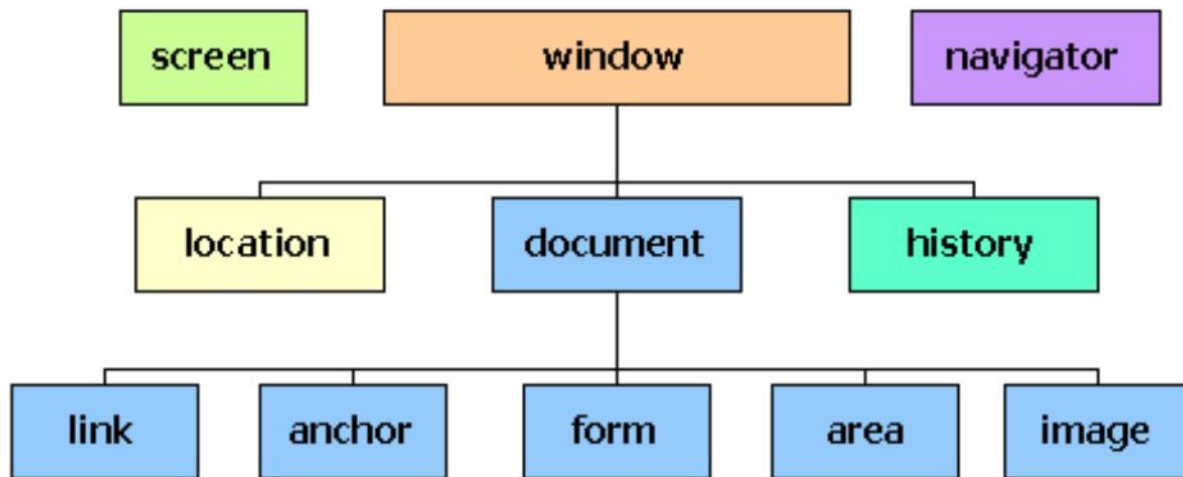 screen
window
navigator
location
document
history
link
anchor
form
area
image